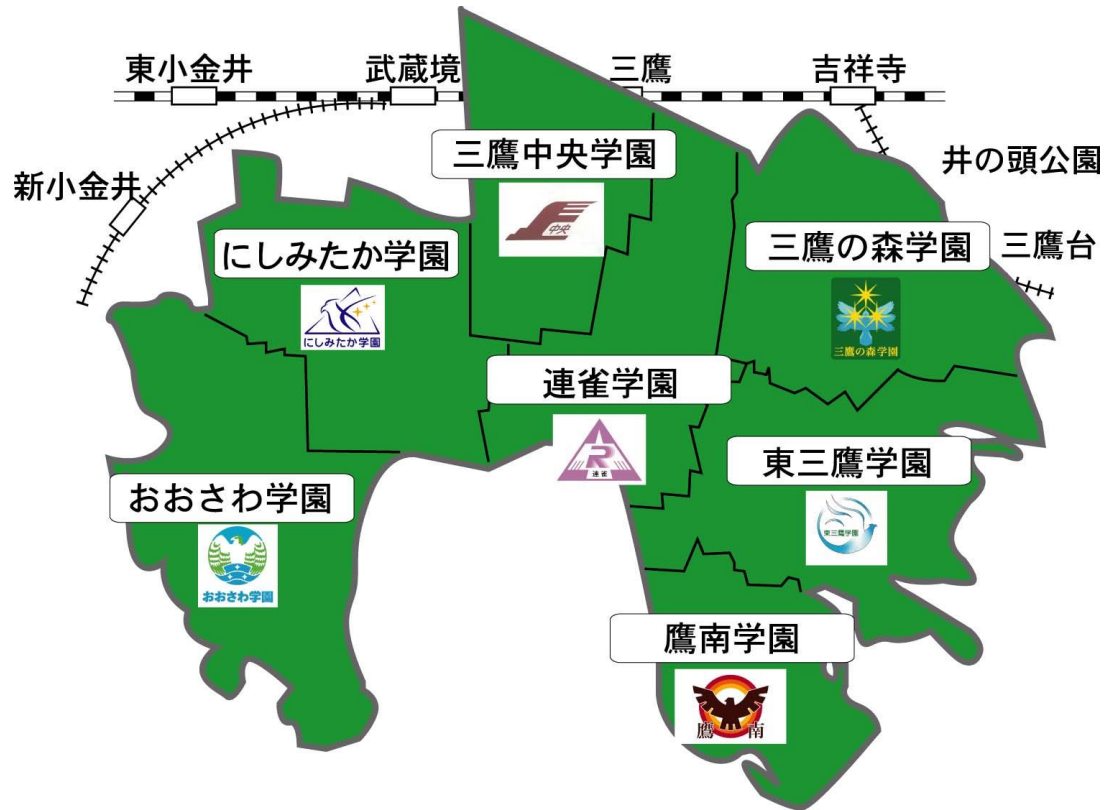 東小金井
武蔵境
三鷹
吉祥寺
三鷹中央学園
井の頭公園
新小金井
中央
にしみたか学園
三鷹の森学園
三鷹台
にしみたか学園
三鷹の森学園
連雀学園
R
連雀
東三鷹学園
おおさわ学園
東三鷹学園
おおさわ学園
鷹南学園
鷹 南